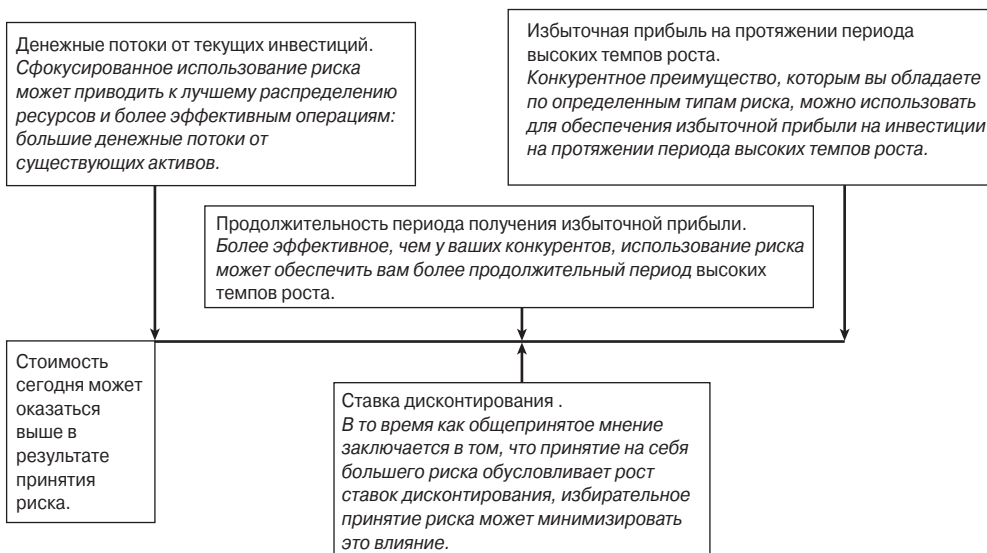 Денежные потоки от текущих инвестиций.
Сфокусированное использование риска
может приводить к лучшему распределению
ресурсов и более эффективным операциям:
большие денежные потоки от
существующих активов.
Избыточная прибыль на протяжении периода
высоких темпов роста.
Конкурентное преимущество, которым вы обладаете
по определенным типам риска, можно использовать
для обеспечения избыточной прибыли на инвестиции
на протяжении периода высоких темпов роста.
Продолжительность периода получения избыточной прибыли.
Более эффективное, чем у ваших конкурентов, использование риска
может обеспечить вам более продолжительный период высоких
темпов роста.
Стоимость
сегодня может
оказаться
выше в
результате
принятия
риска.
Ставка дисконтирования .
В то время как общепринятое мнение
заключается в том, что принятие на себя
большего риска обусловливает рост
ставок дисконтирования, избирательное
принятие риска может минимизировать
это влияние.